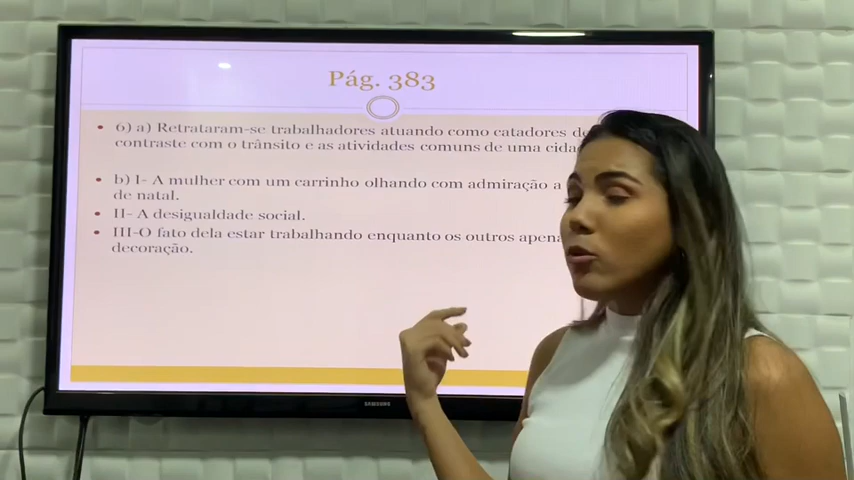 Pág. 383
6) a) Retrataram-se trabalhadores atuando como catadores de
contraste com o trânsito e as atividades comuns de uma
b) I- A mulher com um carrinho olhando com admiração a
de natal.
II- A desigualdade social.
III-O fato dela estar trabalhando enquanto os outros
decoração.
SAMSUNG